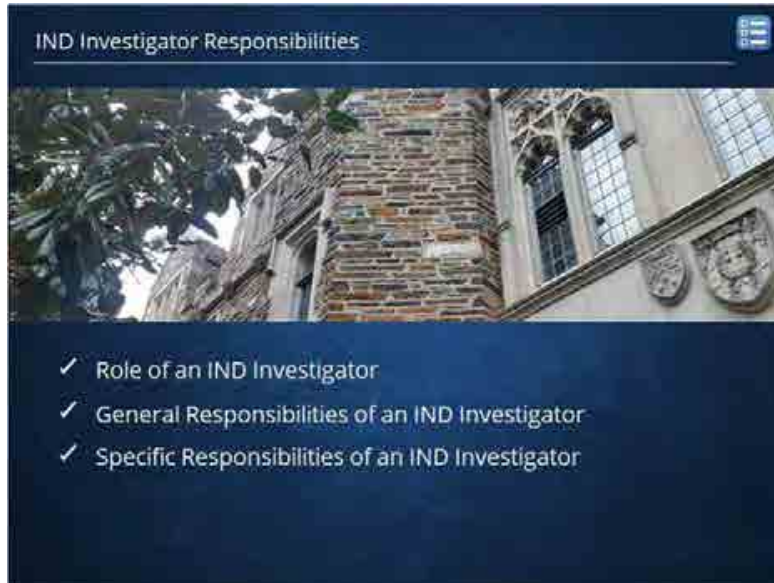 IND Investigator Responsibilities
Role of an IND Investigator
General Responsibilities of an IND Investigator
Specific Responsibilities of an IND Investigator